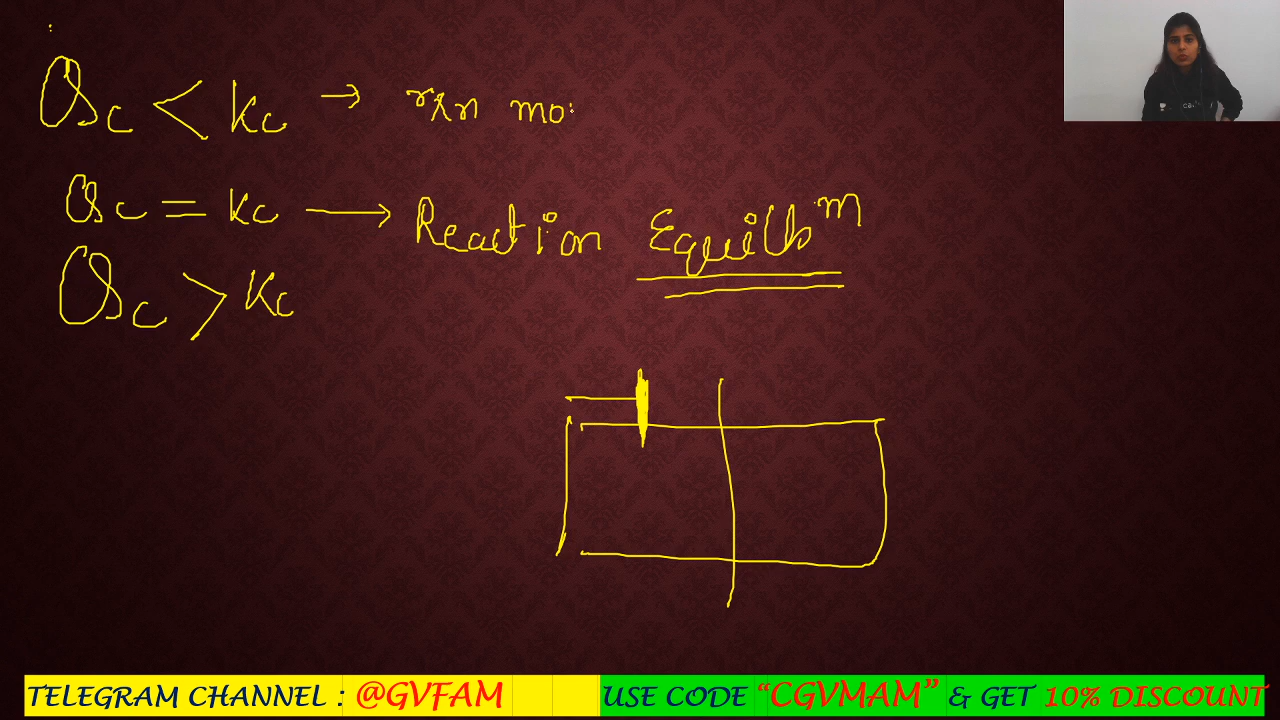 Qc < Kc → rxn mo
Qc = Kc → Reaction Equilbᵐ
Qc > Kc
TELEGRAM CHANNEL : @GVFAM
USE CODE “CGVMAM” & GET 10% DISCOUNT